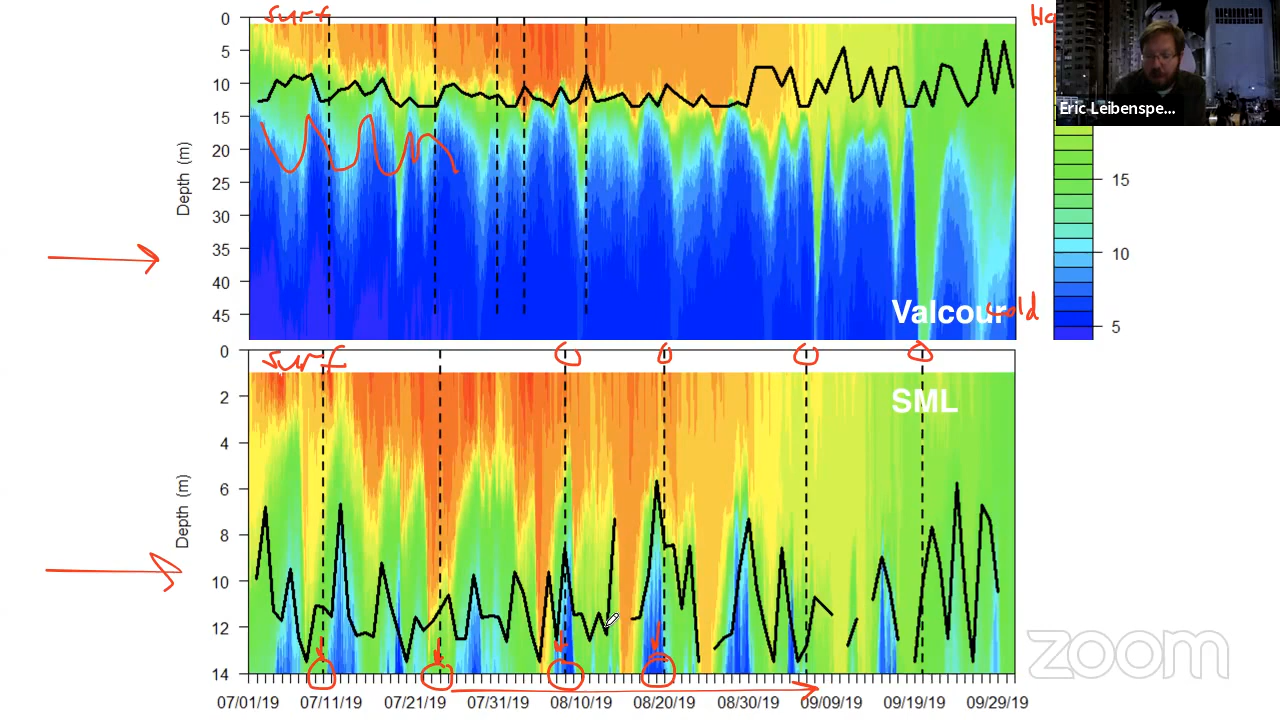 surf
0
5
10
15
20
25
30
35
40
45
Depth (m)
Valcour
cold
Eric Leibenspe...
15
10
5
surf
0
2
4
6
8
10
12
14
Depth (m)
SML
07/01/19 07/11/19 07/21/19 07/31/19 08/10/19 08/20/19 08/30/19 09/09/19 09/19/19 09/29/19
zoom